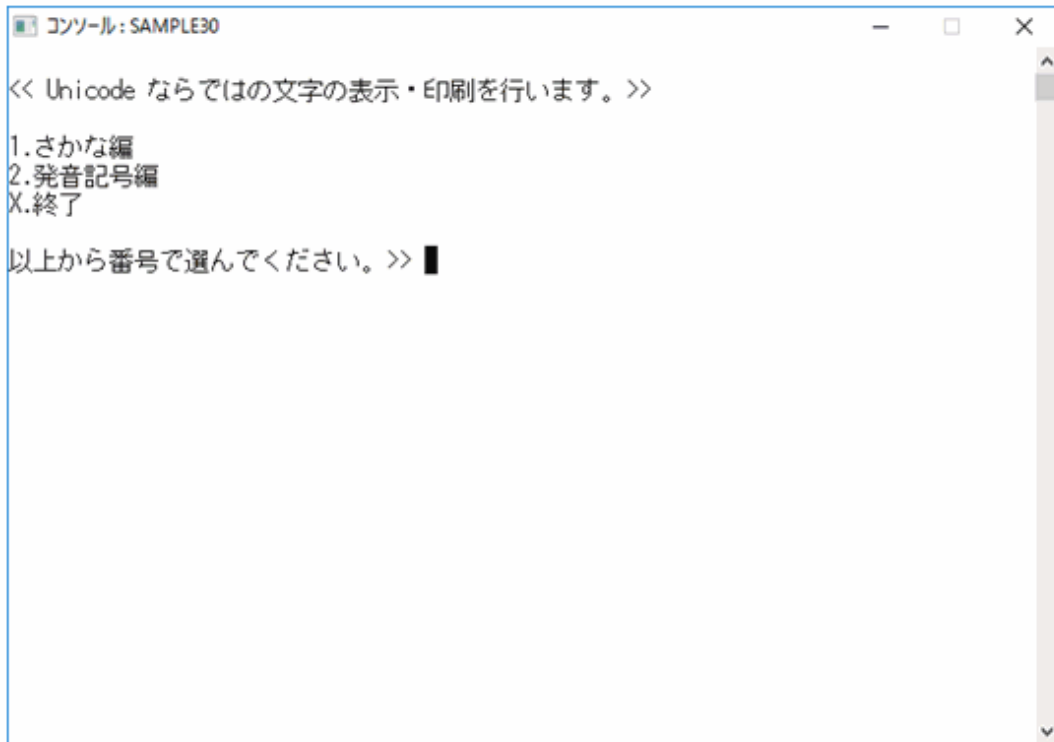 コンソール : SAMPLE30
<< Unicode ならではの文字の表示・印刷を行います。>>
1.さかな編
2.発音記号編
X.終了
以上から番号で選んでください。>>